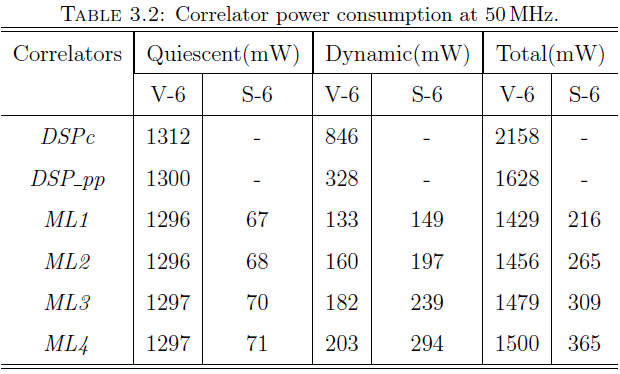 TABLE 3.2: Correlator power consumption at 50 MHz.
Correlators Quiescent(mW) Dynamic(mW) Total(mW)
V-6 S-6 V-6 S-6 V-6 S-6
DSPc 1312 - 846 - 2158 -
DSP_pp 1300 - 328 - 1628 -
ML1 1296 67 133 149 1429 216
ML2 1296 68 160 197 1456 265
ML3 1297 70 182 239 1479 309
ML4 1297 71 203 294 1500 365